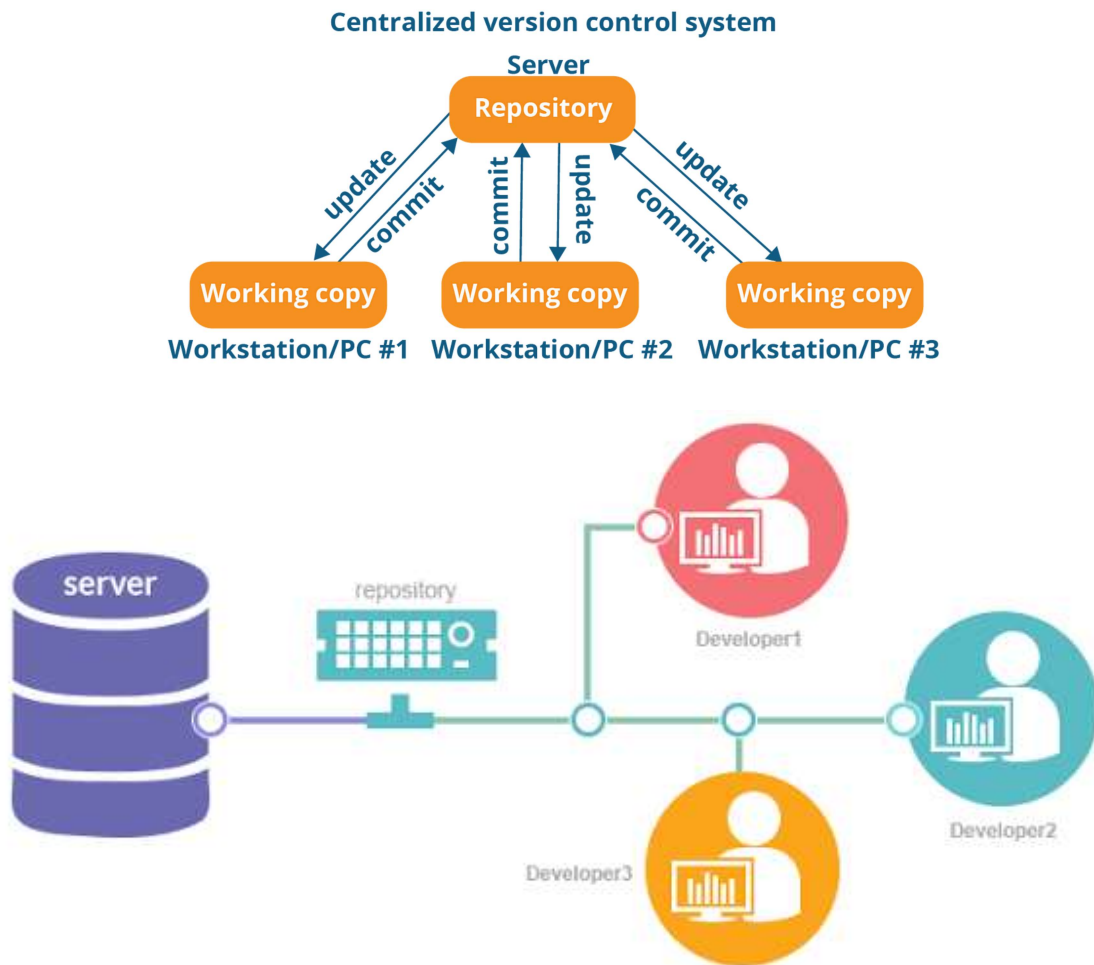 Centralized version control system
Server
Repository
update
commit
commit
update
commit
update
Working copy
Working copy
Working copy
Workstation/PC #1
Workstation/PC #2
Workstation/PC #3
server
repository
Developer1
Developer2
Developer3